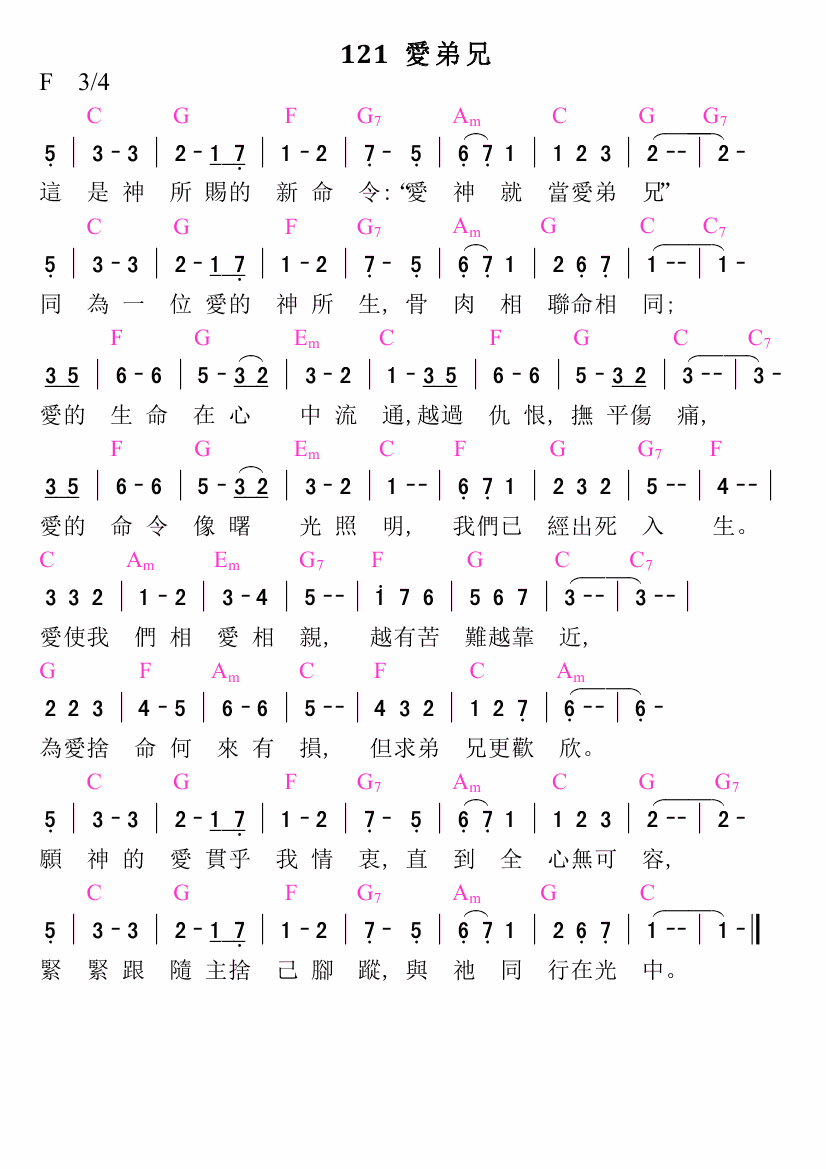 121 愛弟兄
F 3/4
C G F G7 Am C G G7
5̣ | 3 - 3 | 2 - 1 7̣ | 1 - 2 | 7̣ - 5̣ | 6̣ 7̣ 1 | 1 2 3 | 2 -- | 2 -
這 是 神 所 賜的 新 命 令:“愛 神 就 當愛弟 兄”
C G F G7 Am G C C7
5̣ | 3 - 3 | 2 - 1 7̣ | 1 - 2 | 7̣ - 5̣ | 6̣ 7̣ 1 | 2 6̣ 7̣ | 1 -- | 1 -
同 為 一 位 愛的 神 所 生, 骨 肉 相 聯命相 同;
F G Em C F G C C7
3 5 | 6 - 6 | 5 - 3 2 | 3 - 2 | 1 - 3 5 | 6 - 6 | 5 - 3 2 | 3 -- | 3 -
愛的 生 命 在 心 中 流 通,越過 仇 恨, 撫 平傷 痛,
F G Em C F G G7 F
3 5 | 6 - 6 | 5 - 3 2 | 3 - 2 | 1 -- | 6̣ 7̣ 1 | 2 3 2 | 5 -- | 4 -- |
愛的 命 令 像 曙 光 照 明, 我們已 經出死 入 生。
C Am Em G7 F G C C7
3 3 2 | 1 - 2 | 3 - 4 | 5 -- | 1̇ 7 6 | 5 6 7 | 3 -- | 3 -- |
愛使我 們 相 愛 相 親, 越有苦 難越靠 近,
G F Am C F C Am
2 2 3 | 4 - 5 | 6 - 6 | 5 -- | 4 3 2 | 1 2 7̣ | 6̣ -- | 6̣ -
為愛捨 命 何 來 有 損, 但求弟 兄更歡 欣。
C G F G7 Am C G G7
5̣ | 3 - 3 | 2 - 1 7̣ | 1 - 2 | 7̣ - 5̣ | 6̣ 7̣ 1 | 1 2 3 | 2 -- | 2 -
願 神 的 愛 貫乎 我 情 衷, 直 到 全 心無可 容,
C G F G7 Am G C
5̣ | 3 - 3 | 2 - 1 7̣ | 1 - 2 | 7̣ - 5̣ | 6̣ 7̣ 1 | 2 6̣ 7̣ | 1 -- | 1 - ||
緊 緊 跟 隨 主捨 己 腳 蹤, 與 祂 同 行在光 中。